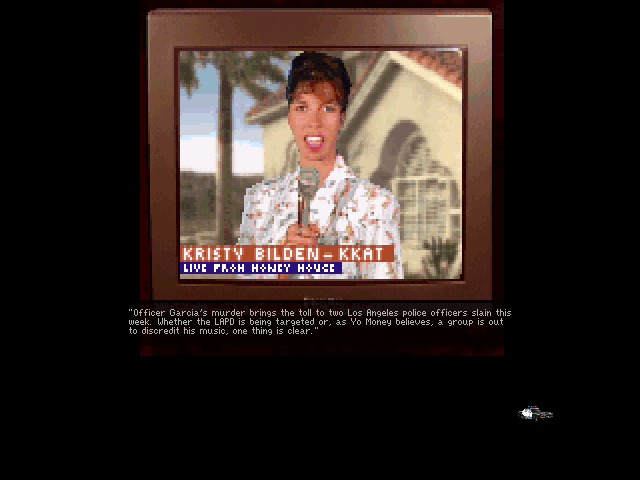 KRISTY BILDEN - KKAT
LIVE FROM MONEY HOUSE
"Officer Garcia's murder brings the toll to two Los Angeles police officers slain this
week. Whether the LAPD is being targeted or, as Yo Money believes, a group is out
to discredit his music, one thing is clear."